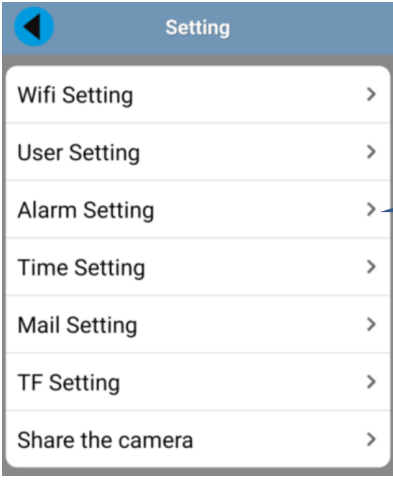 Setting
Wifi Setting
User Setting
Alarm Setting
Time Setting
Mail Setting
TF Setting
Share the camera